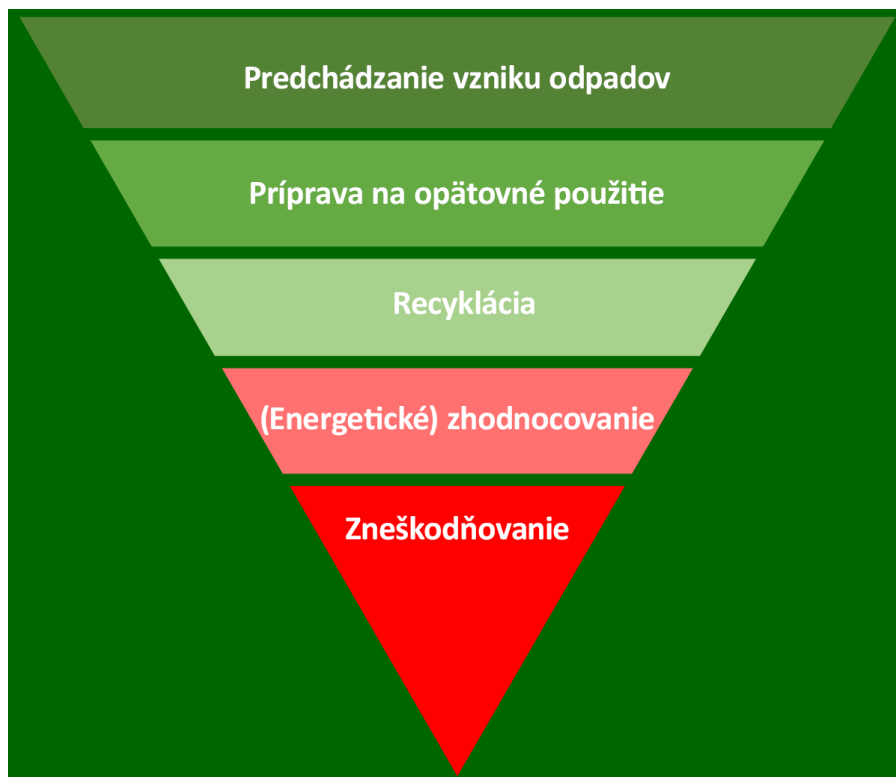 Predchádzanie vzniku odpadov
Príprava na opätovné použitie
Recyklácia
(Energetické) zhodnocovanie
Zneškodňovanie